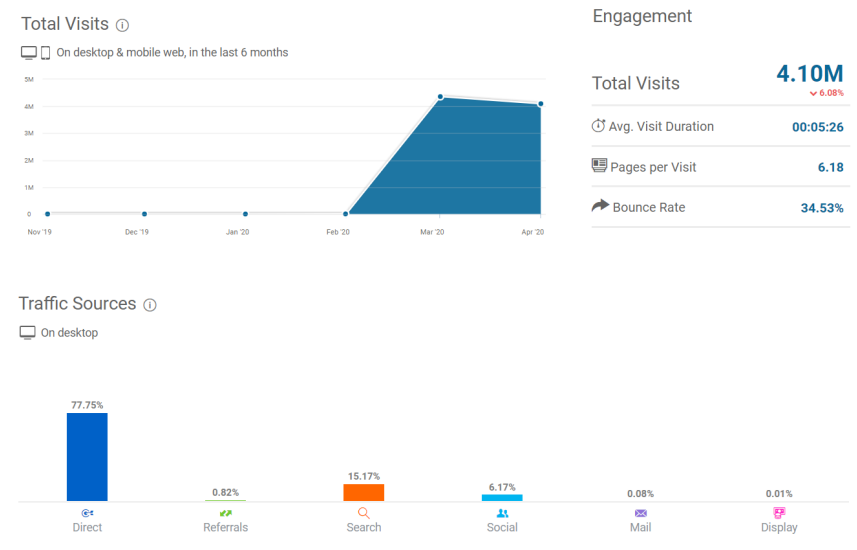 Total Visits
On desktop & mobile web, in the last 6 months
5M
4M
3M
2M
1M
0
Nov '19 Dec '19 Jan '20 Feb '20 Mar '20 Apr '20
Engagement
Total Visits 4.10M
6.08%
Avg. Visit Duration 00:05:26
Pages per Visit 6.18
Bounce Rate 34.53%
Traffic Sources
On desktop
77.75% 0.82% 15.17% 6.17% 0.08% 0.01%
Direct Referrals Search Social Mail Display